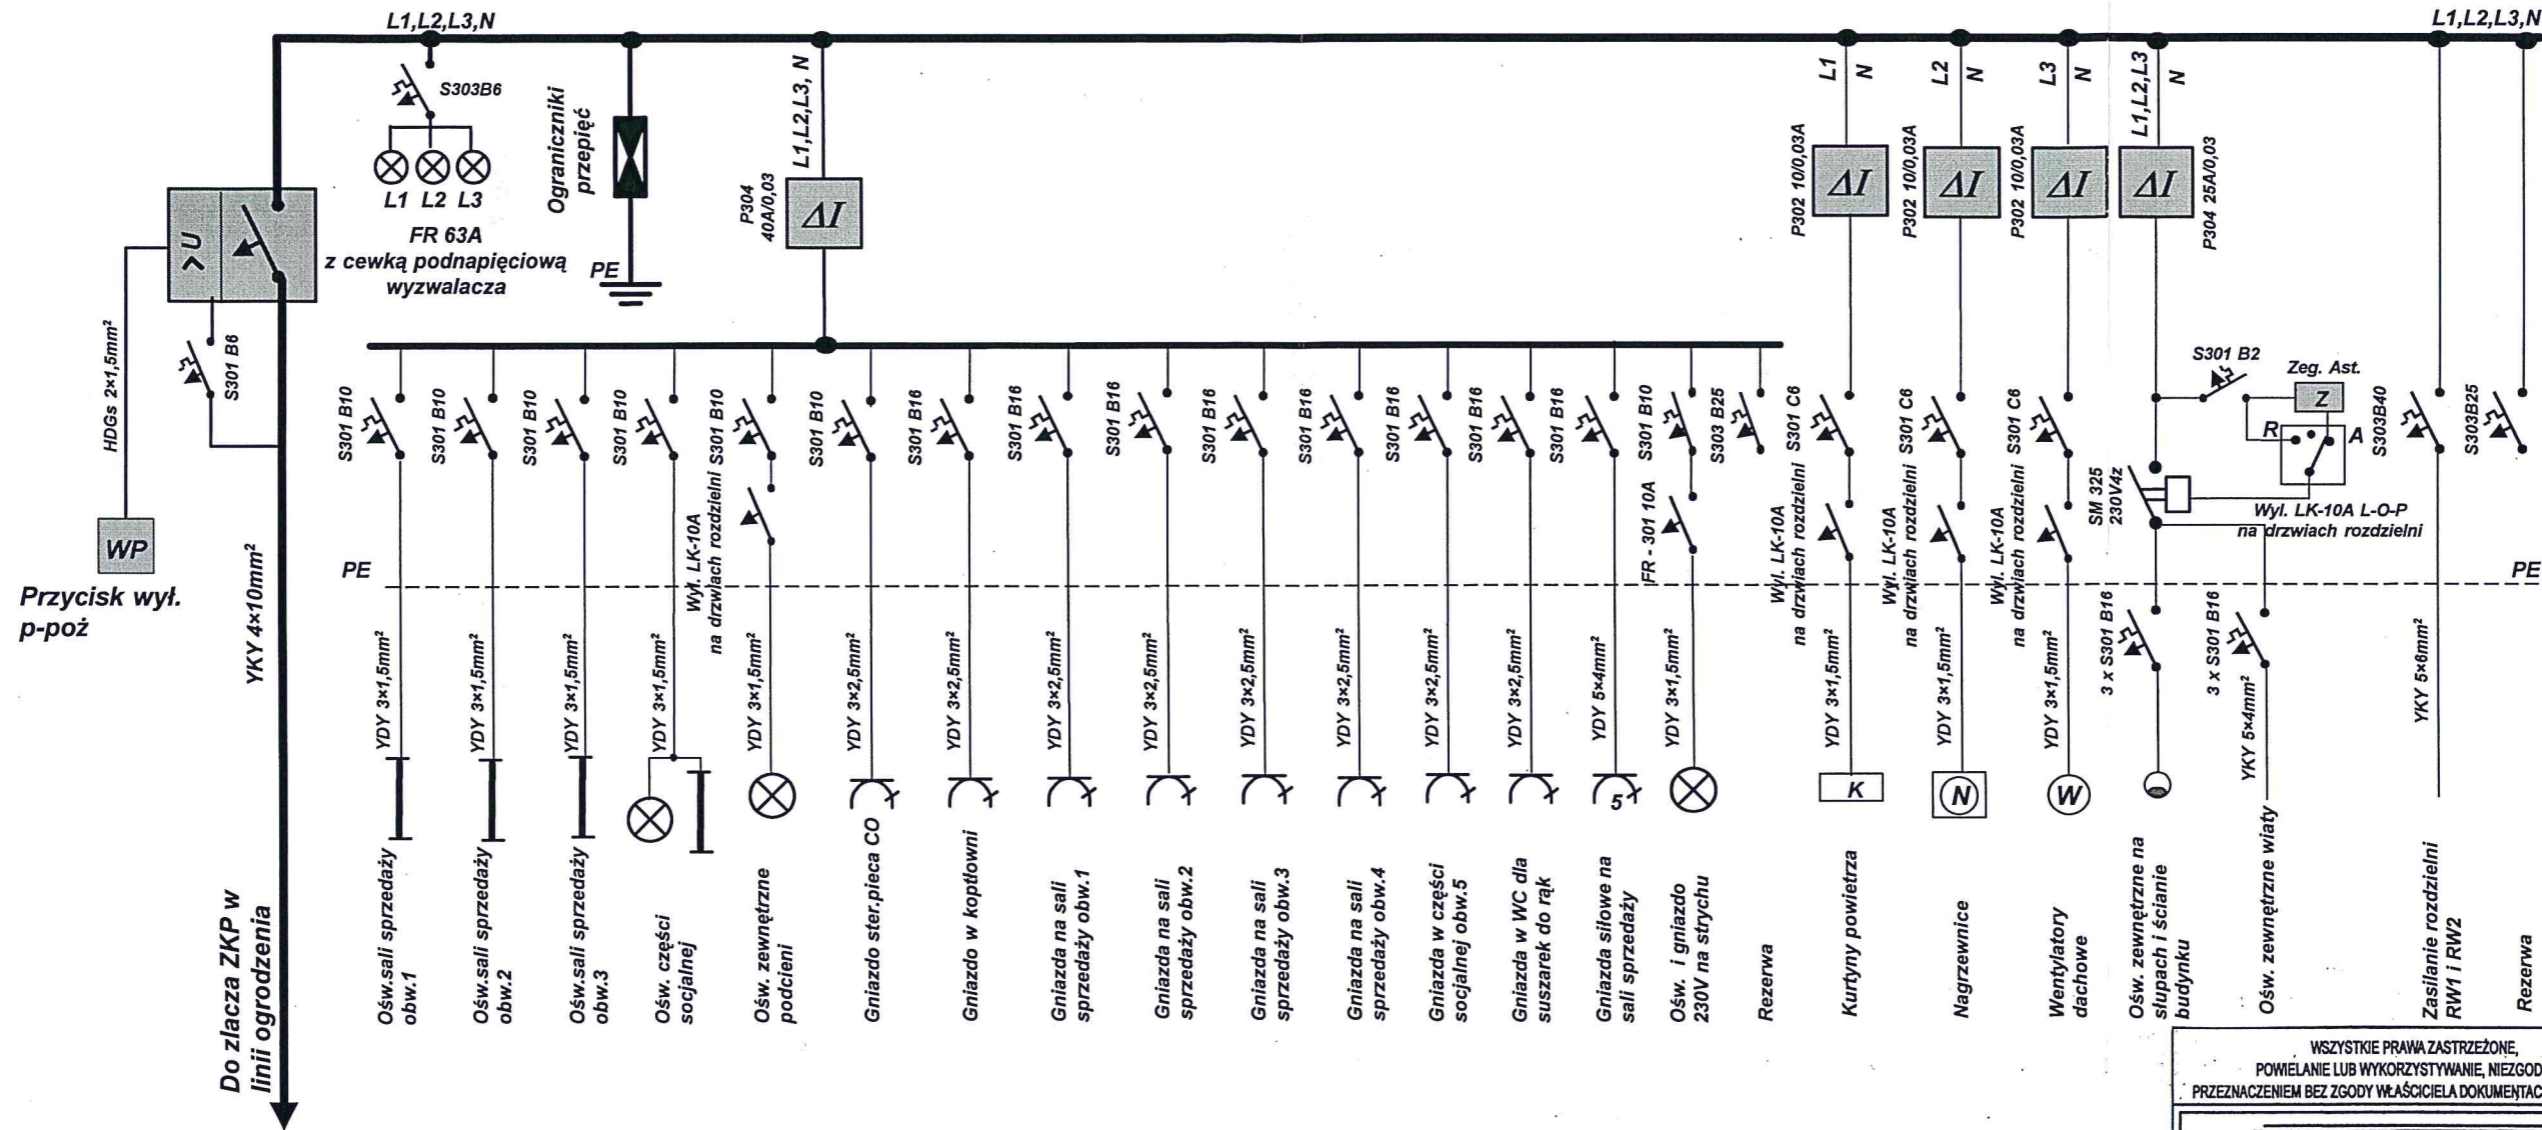 L1,L2,L3,N
L1,L2,L3,N
S303B6
L1 L2 L3
FR 63A
z cewką podnapięciową
wyzwalacza
U
>
HDGs 2×1,5mm²
S301 B6
WP
Przycisk wył.
p-poż
YKY 4×10mm²
Do zlacza ZKP w
linii ogrodzenia
Ograniczniki
przepięć
PE
L1,L2,L3, N
P304
40A/0,03
ΔI
L1
N
P302 10/0,03A
ΔI
L2
N
P302 10/0,03A
ΔI
L3
N
P302 10/0,03A
ΔI
L1,L2,L3
N
ΔI
P304 25A/0,03
S301 B10
S301 B10
S301 B10
S301 B10
S301 B10
S301 B10
S301 B16
S301 B16
S301 B16
S301 B16
S301 B16
S301 B16
S301 B16
S301 B16
S301 B10
S303 B25
S301 C6
S301 C6
S301 C6
S301 B2
Zeg. Ast.
Z
R
A
S303B40
S303B25
SM 325
230V4z
Wyl. LK-10A L-O-P
na drzwiach rozdzielni
Wyl. LK-10A
na drzwiach rozdzielni
FR - 301 10A
Wyl. LK-10A
na drzwiach rozdzielni
Wyl. LK-10A
na drzwiach rozdzielni
Wyl. LK-10A
na drzwiach rozdzielni
PE
PE
3 x S301 B16
3 x S301 B16
YDY 3×1,5mm²
YDY 3×1,5mm²
YDY 3×1,5mm²
YDY 3×1,5mm²
YDY 3×1,5mm²
YDY 3×2,5mm²
YDY 3×2,5mm²
YDY 3×2,5mm²
YDY 3×2,5mm²
YDY 3×2,5mm²
YDY 3×2,5mm²
YDY 3×2,5mm²
YDY 3×2,5mm²
YDY 5×4mm²
YDY 3×1,5mm²
YDY 3×1,5mm²
YDY 3×1,5mm²
YDY 3×1,5mm²
YKY 5×4mm²
YKY 5×6mm²
5
K
N
W
Ośw.sali sprzedaży
obw.1
Ośw.sali sprzedaży
obw.2
Ośw.sali sprzedaży
obw.3
Ośw. części
socjalnej
Ośw. zewnętrzne
podcieni
Gniazdo ster.pieca CO
Gniazdo w koptłowni
Gniazda na sali
sprzedaży obw.1
Gniazda na sali
sprzedaży obw.2
Gniazda na sali
sprzedaży obw.3
Gniazda na sali
sprzedaży obw.4
Gniazda w części
socjalnej obw.5
Gniazda w WC dla
suszarek do rąk
Gniazda siłowe na
sali sprzedaży
Ośw. i gniazdo
230V na strychu
Rezerwa
Kurtyny powietrza
Nagrzewnice
Wentylatory
dachowe
Ośw. zewnętrzne na
słupach i ścianie
budynku
Ośw. zewnętrzne wiaty
Zasilanie rozdzielni
RW1 i RW2
Rezerwa
WSZYSTKIE PRAWA ZASTRZEŻONE,
POWIELANIE LUB WYKORZYSTYWANIE, NIEZGOD
PRZEZNACZENIEM BEZ ZGODY WŁAŚCICIELA DOKUMENTAC